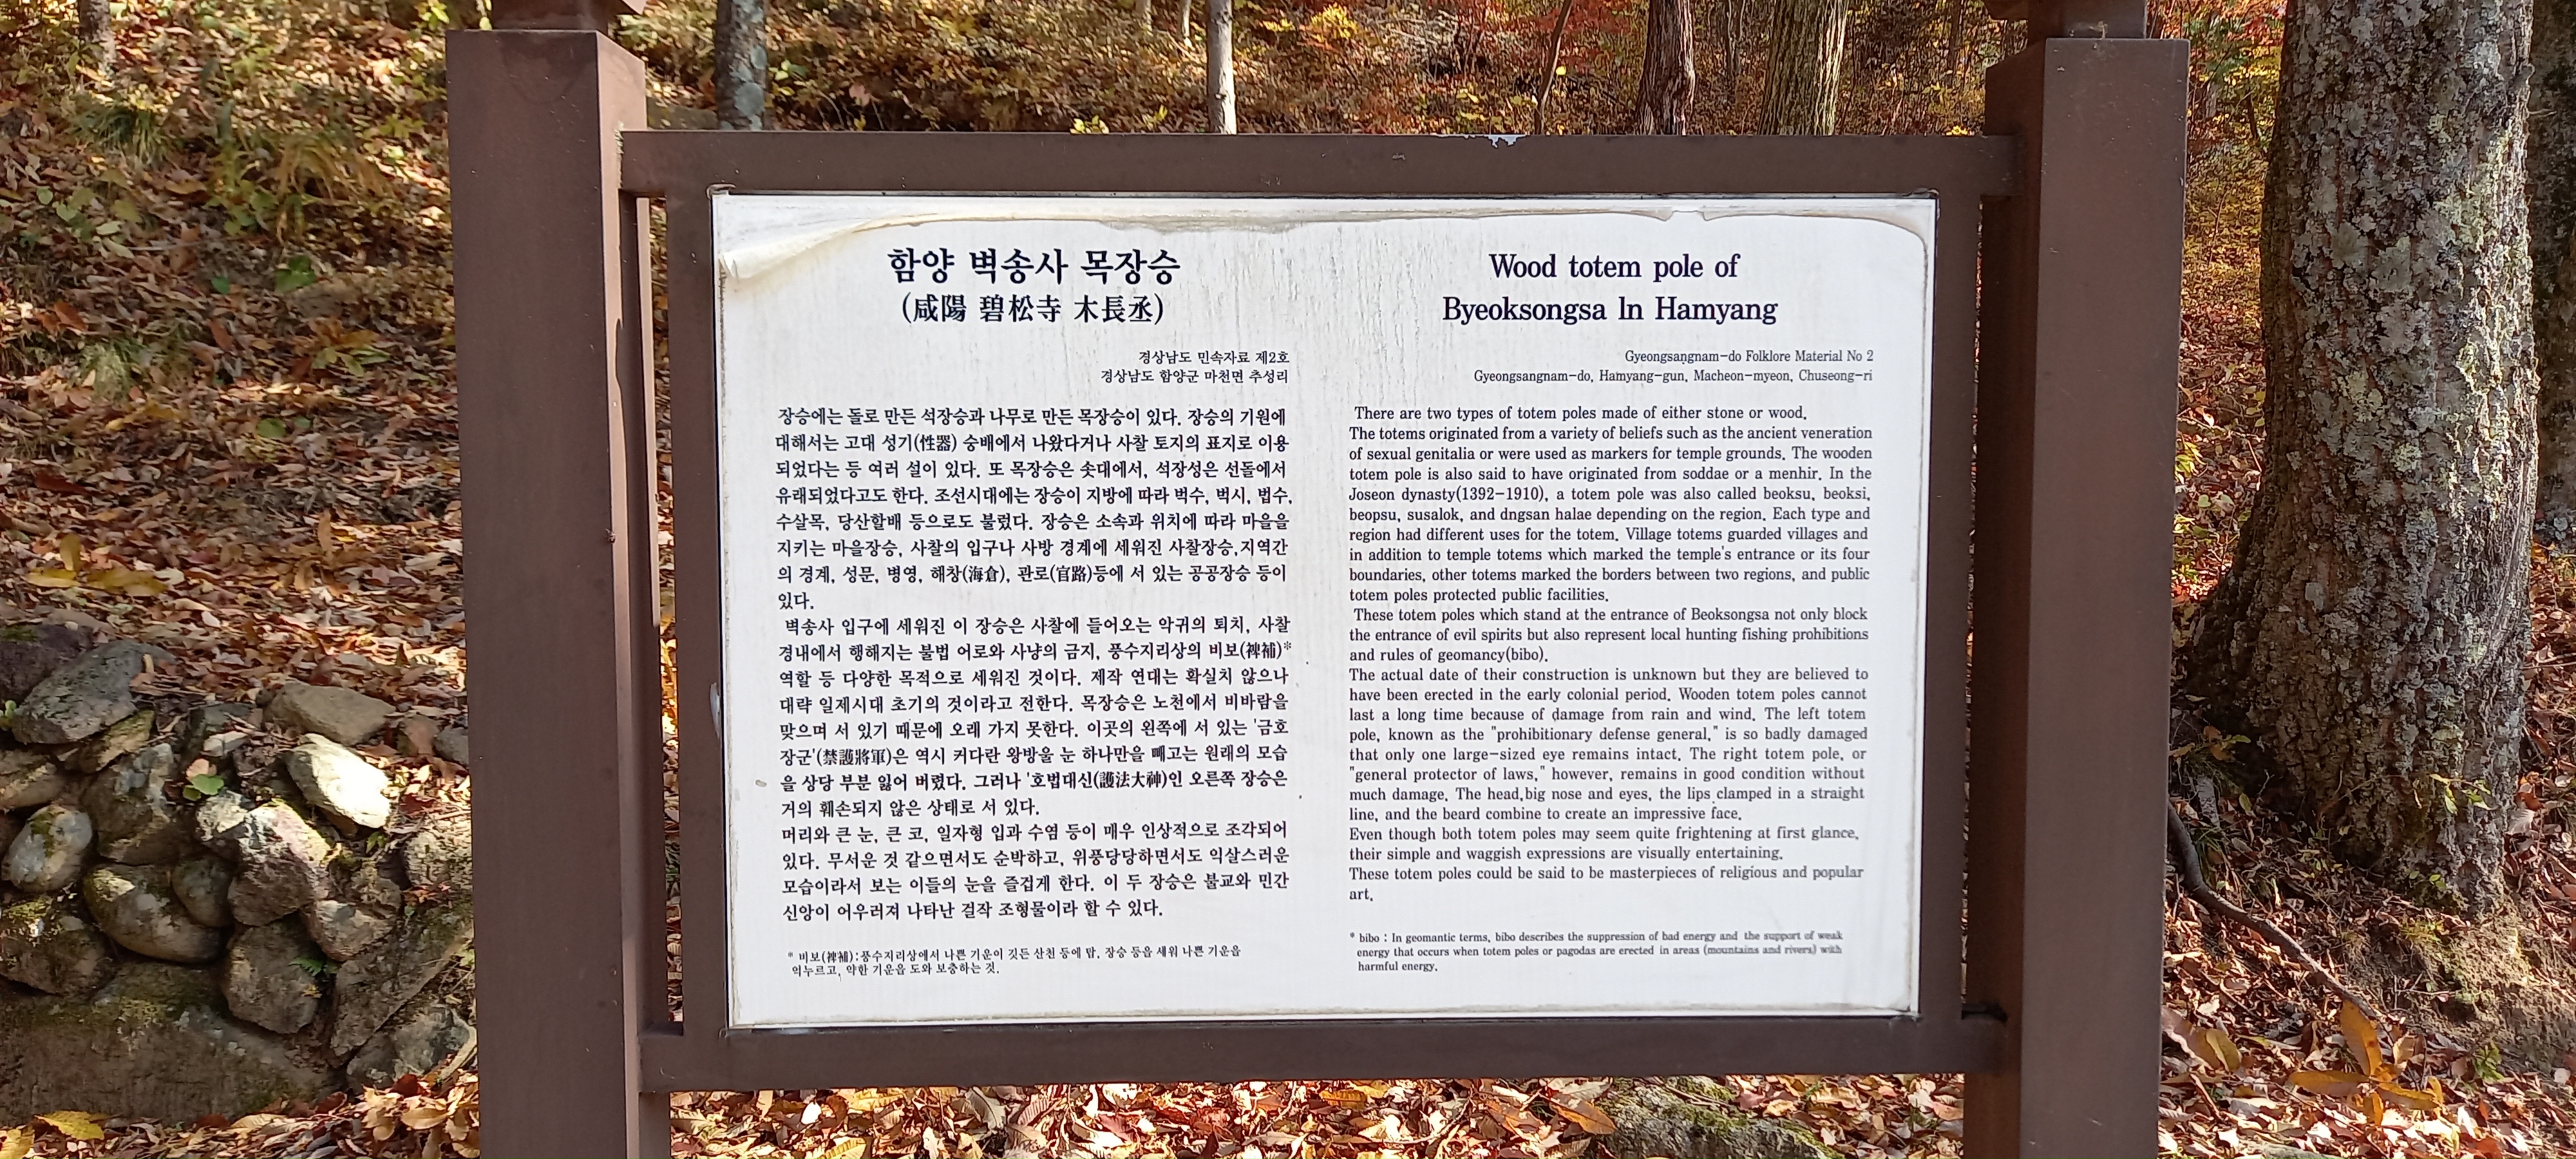 함양 벽송사 목장승
(咸陽 碧松寺 木長丞)
경상남도 민속자료 제2호
경상남도 함양군 마천면 추성리
장승에는 돌로 만든 석장승과 나무로 만든 목장승이 있다. 장승의 기원에
대해서는 고대 성기(性器) 숭배에서 나왔다거나 사찰 토지의 표지로 이용
되었다는 등 여러 설이 있다. 또 목장승은 솟대에서, 석장성은 선돌에서
유래되었다고도 한다. 조선시대에는 장승이 지방에 따라 벅수, 벅시, 법수,
수살목, 당산할배 등으로도 불렸다. 장승은 소속과 위치에 따라 마을을
지키는 마을장승, 사찰의 입구나 사방 경계에 세워진 사찰장승,지역간
의 경계, 성문, 병영, 해창(海倉), 관로(官路)등에 서 있는 공공장승 등이
있다.
벽송사 입구에 세워진 이 장승은 사찰에 들어오는 악귀의 퇴치, 사찰
경내에서 행해지는 불법 어로와 사냥의 금지, 풍수지리상의 비보(裨補)*
역할 등 다양한 목적으로 세워진 것이다. 제작 연대는 확실치 않으나
대략 일제시대 초기의 것이라고 전한다. 목장승은 노천에서 비바람을
맞으며 서 있기 때문에 오래 가지 못한다. 이곳의 왼쪽에 서 있는 '금호
장군'(禁護將軍)은 역시 커다란 왕방울 눈 하나만을 빼고는 원래의 모습
을 상당 부분 잃어 버렸다. 그러나 '호법대신(護法大神)인 오른쪽 장승은
거의 훼손되지 않은 상태로 서 있다.
머리와 큰 눈, 큰 코, 일자형 입과 수염 등이 매우 인상적으로 조각되어
있다. 무서운 것 같으면서도 순박하고, 위풍당당하면서도 익살스러운
모습이라서 보는 이들의 눈을 즐겁게 한다. 이 두 장승은 불교와 민간
신앙이 어우러져 나타난 걸작 조형물이라 할 수 있다.
* 비보(裨補):풍수지리상에서 나쁜 기운이 깃든 산천 등에 탑, 장승 등을 세워 나쁜 기운을
억누르고, 약한 기운을 도와 보충하는 것.
Wood totem pole of
Byeoksongsa In Hamyang
Gyeongsangnam-do Folklore Material No 2
Gyeongsangnam-do, Hamyang-gun, Macheon-myeon, Chuseong-ri
There are two types of totem poles made of either stone or wood.
The totems originated from a variety of beliefs such as the ancient veneration
of sexual genitalia or were used as markers for temple grounds. The wooden
totem pole is also said to have originated from soddae or a menhir. In the
Joseon dynasty(1392-1910), a totem pole was also called beoksu, beoksi,
beopsu, susalok, and dngsan halae depending on the region. Each type and
region had different uses for the totem. Village totems guarded villages and
in addition to temple totems which marked the temple's entrance or its four
boundaries, other totems marked the borders between two regions, and public
totem poles protected public facilities.
These totem poles which stand at the entrance of Beoksongsa not only block
the entrance of evil spirits but also represent local hunting fishing prohibitions
and rules of geomancy(bibo).
The actual date of their construction is unknown but they are believed to
have been erected in the early colonial period. Wooden totem poles cannot
last a long time because of damage from rain and wind. The left totem
pole, known as the "prohibitionary defense general," is so badly damaged
that only one large-sized eye remains intact. The right totem pole, or
"general protector of laws," however, remains in good condition without
much damage. The head,big nose and eyes, the lips clamped in a straight
line, and the beard combine to create an impressive face.
Even though both totem poles may seem quite frightening at first glance,
their simple and waggish expressions are visually entertaining.
These totem poles could be said to be masterpieces of religious and popular
art.
* bibo : In geomantic terms, bibo describes the suppression of bad energy and the support of weak
energy that occurs when totem poles or pagodas are erected in areas (mountains and rivers) with
harmful energy.